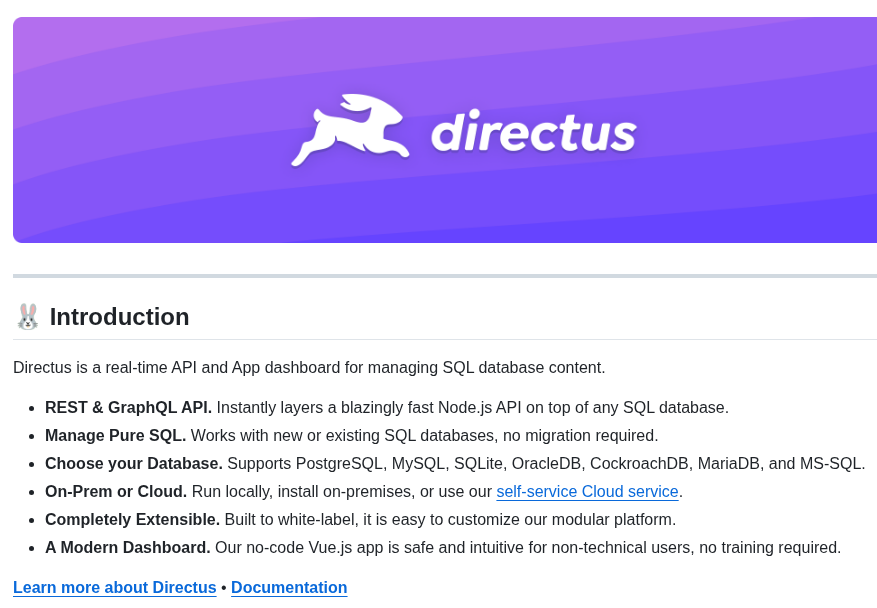 directus
🐰 Introduction
Directus is a real-time API and App dashboard for managing SQL database content.
• REST & GraphQL API. Instantly layers a blazingly fast Node.js API on top of any SQL database.
• Manage Pure SQL. Works with new or existing SQL databases, no migration required.
• Choose your Database. Supports PostgreSQL, MySQL, SQLite, OracleDB, CockroachDB, MariaDB, and MS-SQL.
• On-Prem or Cloud. Run locally, install on-premises, or use our self-service Cloud service.
• Completely Extensible. Built to white-label, it is easy to customize our modular platform.
• A Modern Dashboard. Our no-code Vue.js app is safe and intuitive for non-technical users, no training required.
Learn more about Directus • Documentation